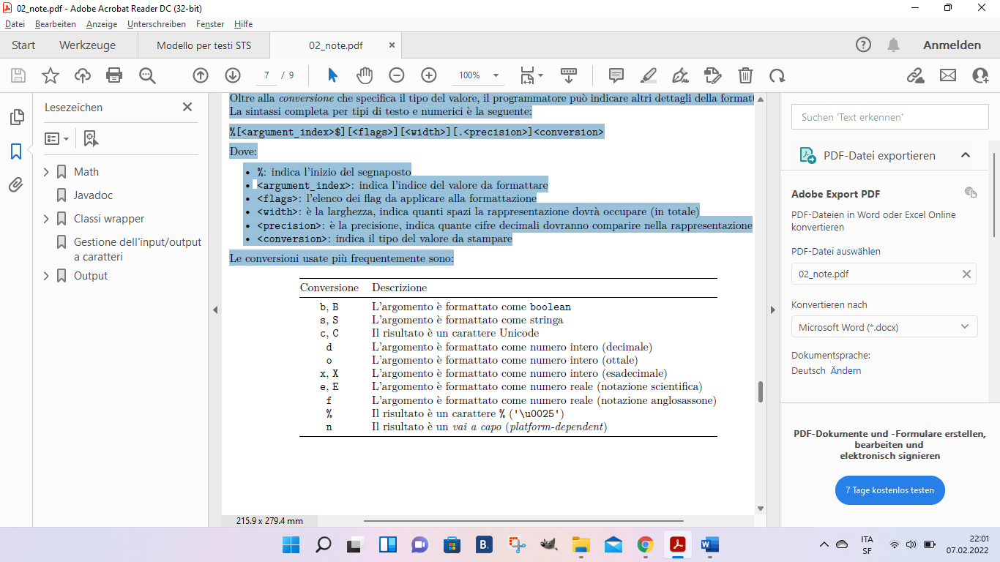 02_note.pdf - Adobe Acrobat Reader DC (32-bit)
Datei Bearbeiten Anzeige Unterschreiben Fenster Hilfe
Start Werkzeuge Modello per testi STS 02_note.pdf Anmelden
7 / 9 100%
Lesezeichen
Math
Javadoc
Classi wrapper
Gestione dell'input/output
a caratteri
Output
Oltre alla conversione che specifica il tipo del valore, il programmatore può indicare altri dettagli della formatt
La sintassi completa per tipi di testo e numerici è la seguente:
%[<argument_index>$][<flags>][<width>][.<precision>]<conversion>
Dove:
• %: indica l'inizio del segnaposto
• <argument_index>: indica l'indice del valore da formattare
• <flags>: l'elenco dei flag da applicare alla formattazione
• <width>: è la larghezza, indica quanti spazi la rappresentazione dovrà occupare (in totale)
• <precision>: è la precisione, indica quante cifre decimali dovranno comparire nella rappresentazione
• <conversion>: indica il tipo del valore da stampare
Le conversioni usate più frequentemente sono:
Conversione Descrizione
b, B L'argomento è formattato come boolean
s, S L'argomento è formattato come stringa
c, C Il risultato è un carattere Unicode
d L'argomento è formattato come numero intero (decimale)
o L'argomento è formattato come numero intero (ottale)
x, X L'argomento è formattato come numero intero (esadecimale)
e, E L'argomento è formattato come numero reale (notazione scientifica)
f L'argomento è formattato come numero reale (notazione anglosassone)
% Il risultato è un carattere % ('\u0025')
n Il risultato è un vai a capo (platform-dependent)
215.9 x 279.4 mm
Suchen 'Text erkennen'
PDF-Datei exportieren
Adobe Export PDF
PDF-Dateien in Word oder Excel Online
konvertieren
PDF-Datei auswählen
02_note.pdf
Konvertieren nach
Microsoft Word (*.docx)
Dokumentsprache:
Deutsch Ändern
PDF-Dokumente und -Formulare erstellen,
bearbeiten und
elektronisch signieren
7 Tage kostenlos testen
B.
W
ITA
SF
22:01
07.02.2022